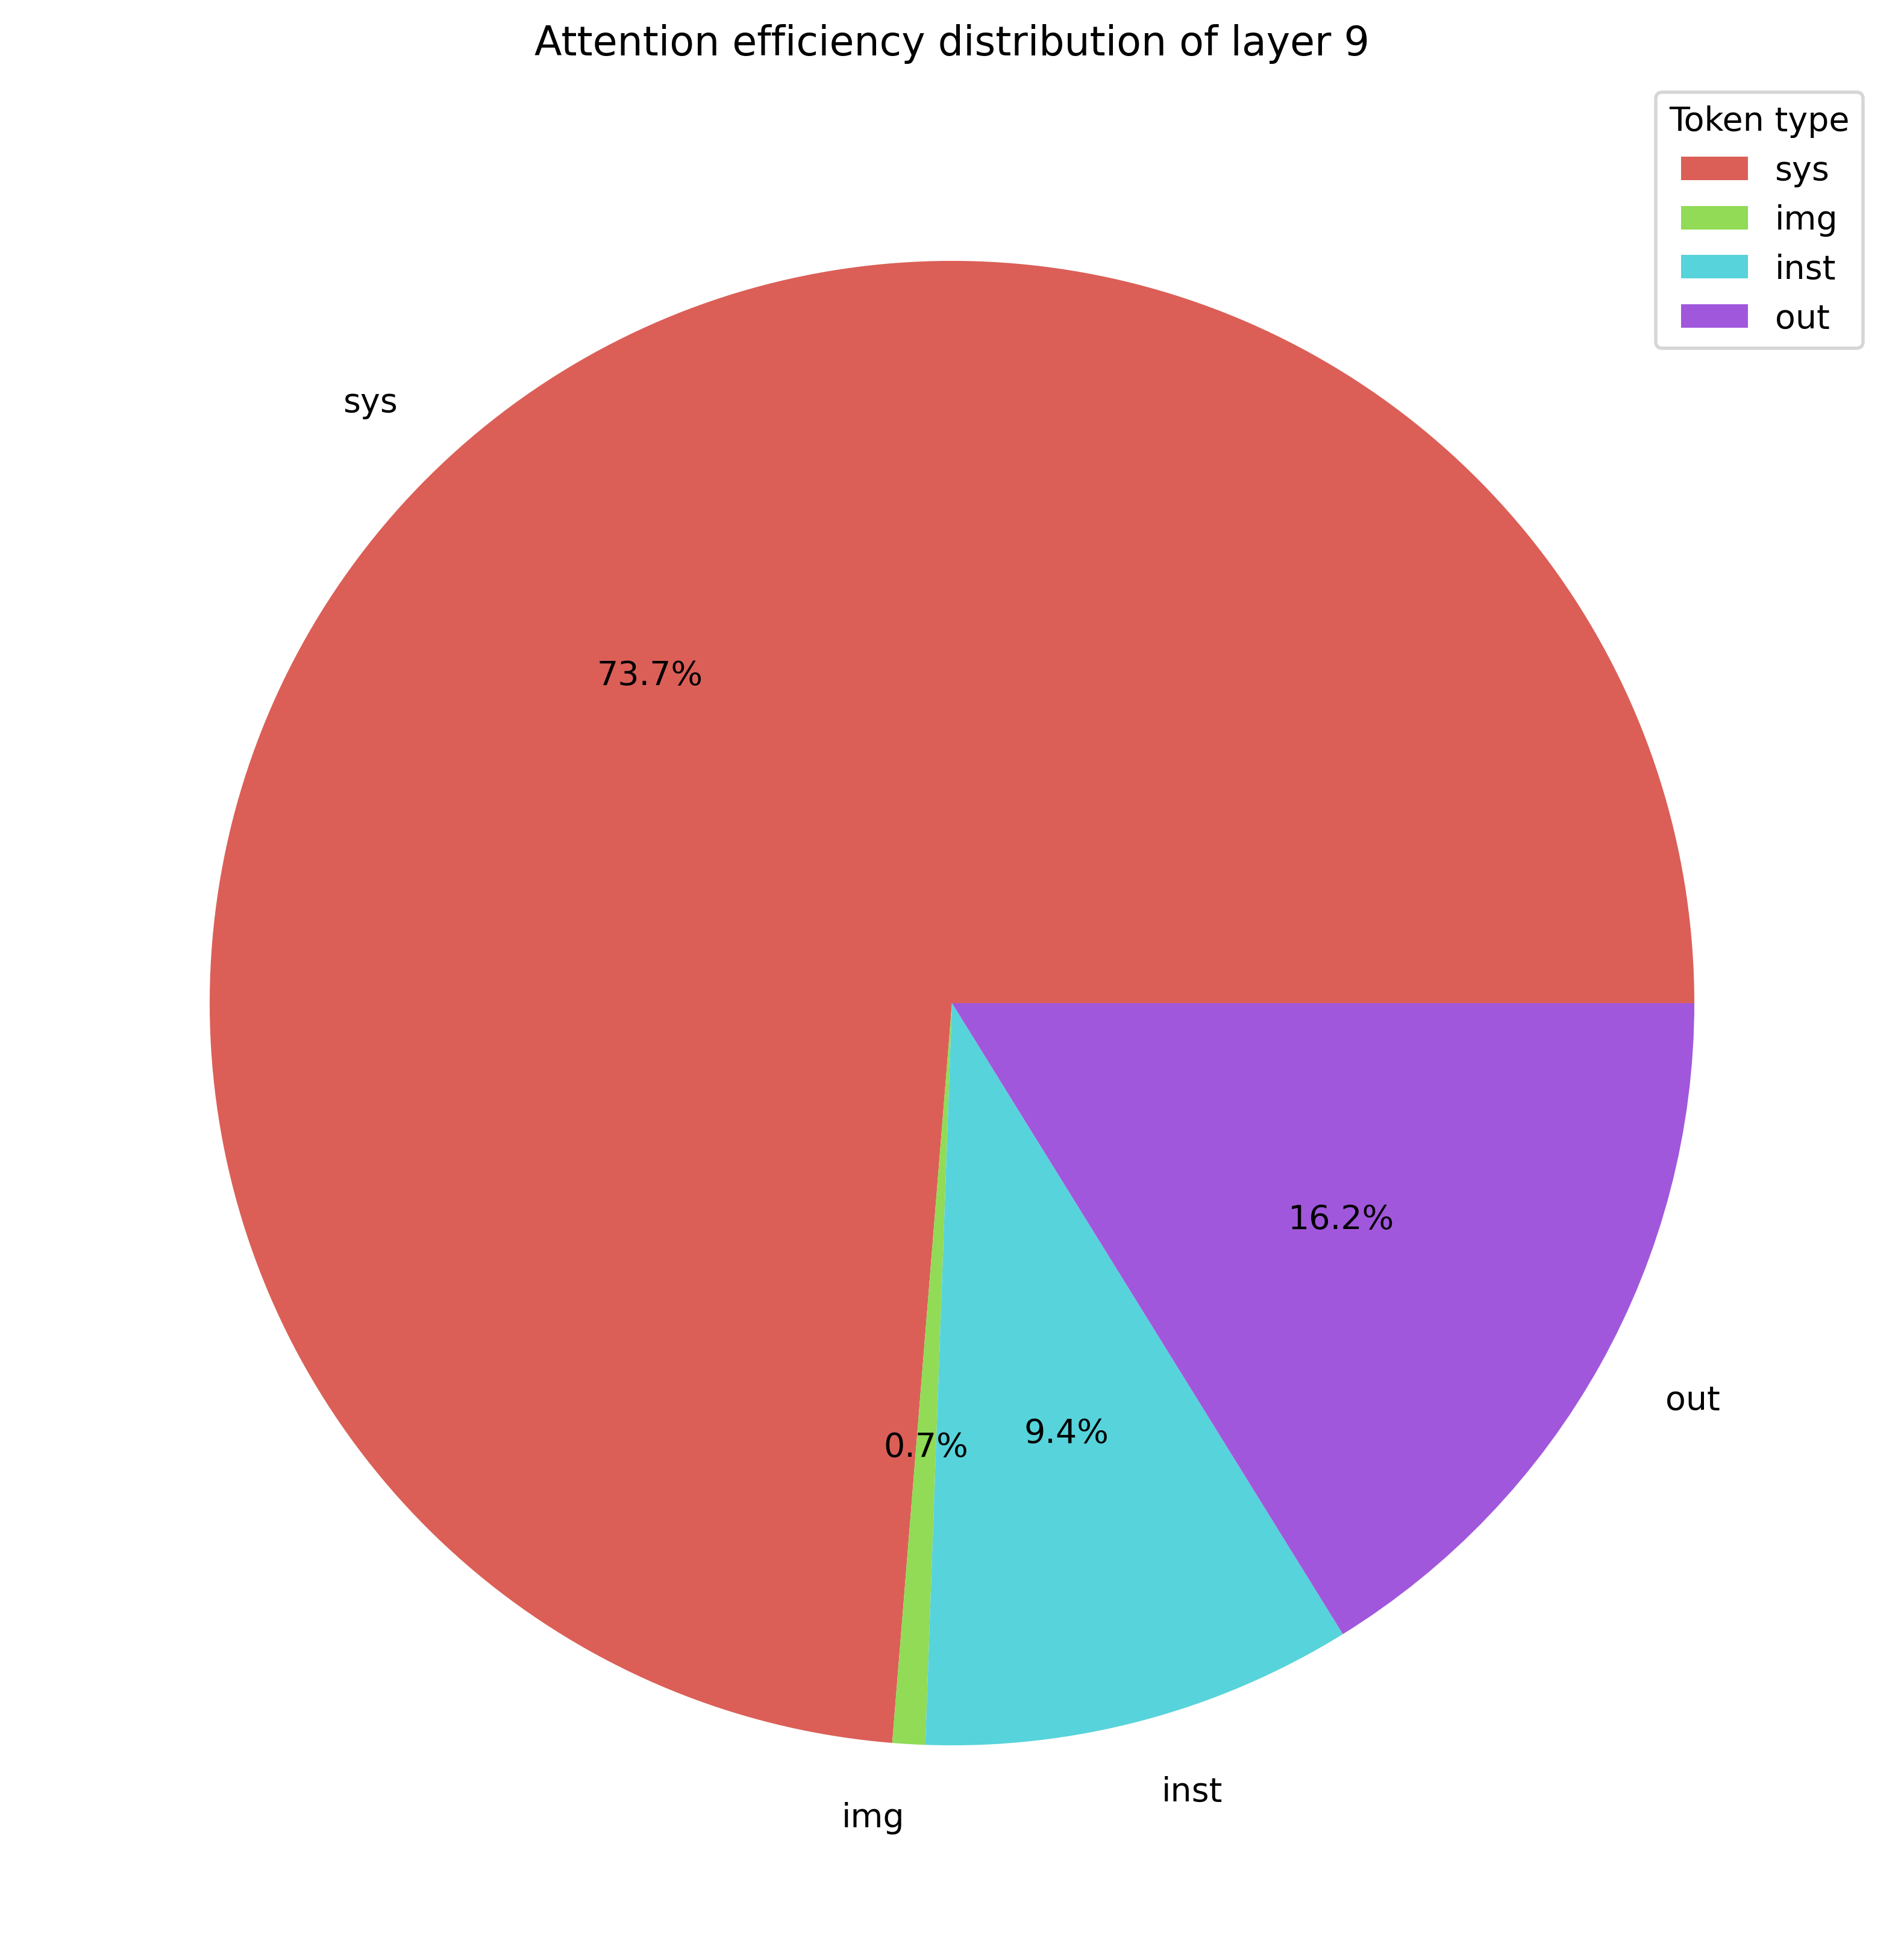 Attention efficiency distribution of layer 9
Token type
sys
img
inst
out
sys
73.7%
16.2%
out
9.4%
0.7%
inst
img